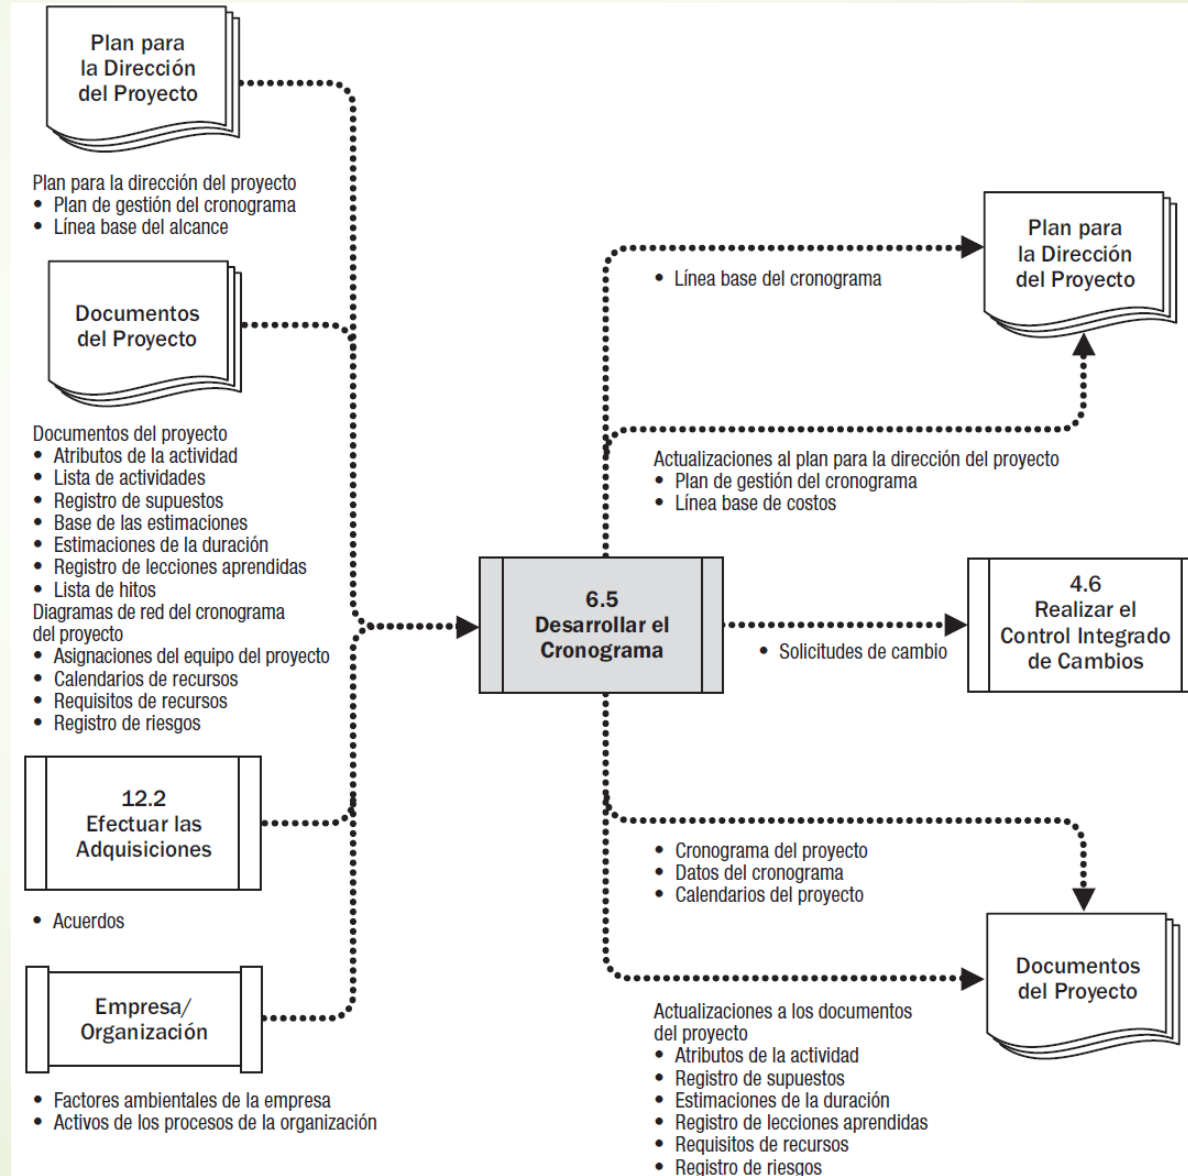 Plan para
la Dirección
del Proyecto
Plan para la dirección del proyecto
• Plan de gestión del cronograma
• Línea base del alcance
Documentos
del Proyecto
Documentos del proyecto
• Atributos de la actividad
• Lista de actividades
• Registro de supuestos
• Base de las estimaciones
• Estimaciones de la duración
• Registro de lecciones aprendidas
• Lista de hitos
Diagramas de red del cronograma
del proyecto
• Asignaciones del equipo del proyecto
• Calendarios de recursos
• Requisitos de recursos
• Registro de riesgos
12.2
Efectuar las
Adquisiciones
• Acuerdos
Empresa/
Organización
• Factores ambientales de la empresa
• Activos de los procesos de la organización
6.5
Desarrollar el
Cronograma
• Línea base del cronograma
Plan para
la Dirección
del Proyecto
Actualizaciones al plan para la dirección del proyecto
• Plan de gestión del cronograma
• Línea base de costos
• Solicitudes de cambio
4.6
Realizar el
Control Integrado
de Cambios
• Cronograma del proyecto
• Datos del cronograma
• Calendarios del proyecto
Documentos
del Proyecto
Actualizaciones a los documentos
del proyecto
• Atributos de la actividad
• Registro de supuestos
• Estimaciones de la duración
• Registro de lecciones aprendidas
• Requisitos de recursos
• Registro de riesgos